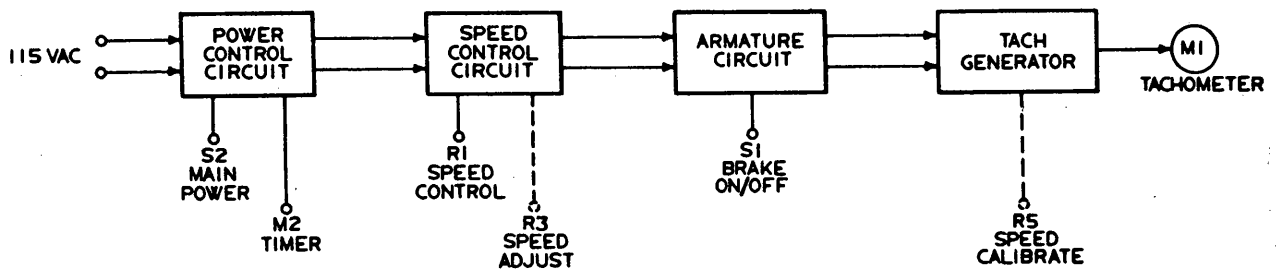 115 VAC
POWER
CONTROL
CIRCUIT
SPEED
CONTROL
CIRCUIT
ARMATURE
CIRCUIT
TACH
GENERATOR
M1
TACHOMETER
S2
MAIN
POWER
M2
TIMER
R1
SPEED
CONTROL
R3
SPEED
ADJUST
S1
BRAKE
ON/OFF
R5
SPEED
CALIBRATE